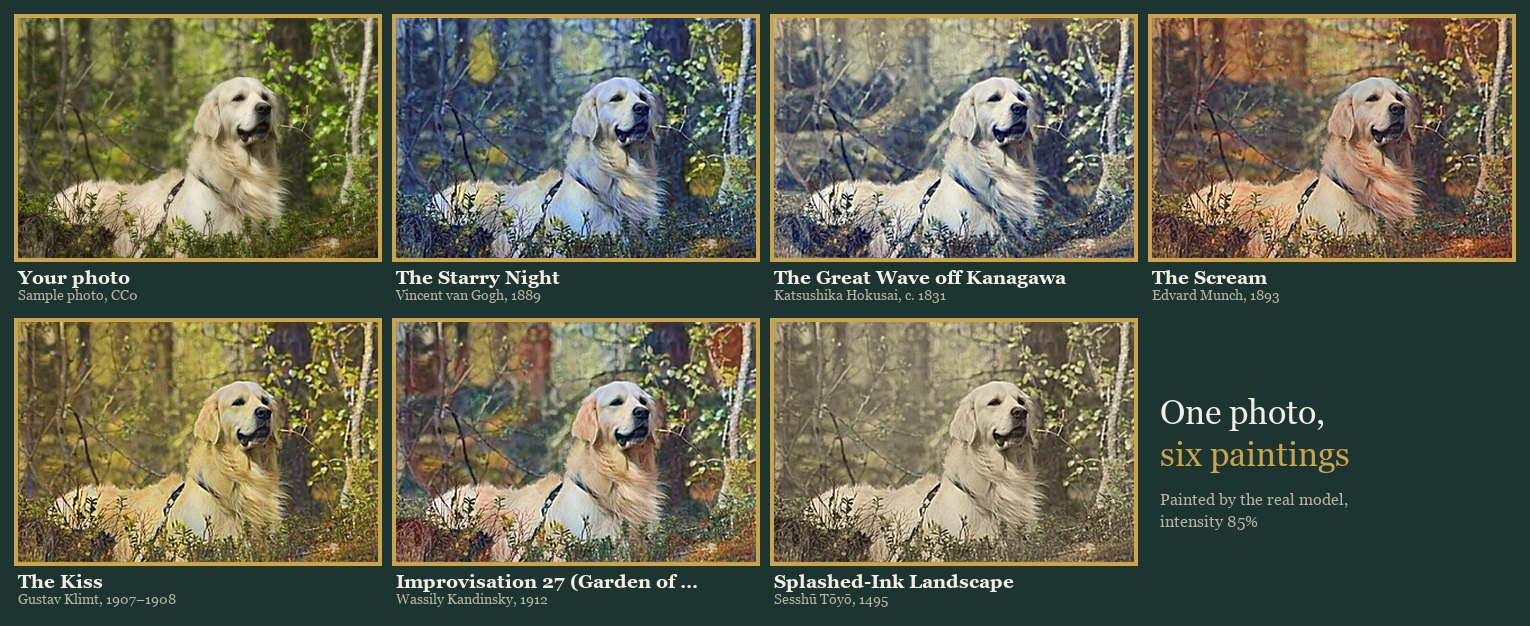 Your photo
Sample photo, CC0
The Starry Night
Vincent van Gogh, 1889
The Great Wave off Kanagawa
Katsushika Hokusai, c. 1831
The Scream
Edvard Munch, 1893
The Kiss
Gustav Klimt, 1907–1908
Improvisation 27 (Garden of ...
Wassily Kandinsky, 1912
Splashed-Ink Landscape
Sesshū Tōyō, 1495
One photo,
six paintings
Painted by the real model,
intensity 85%